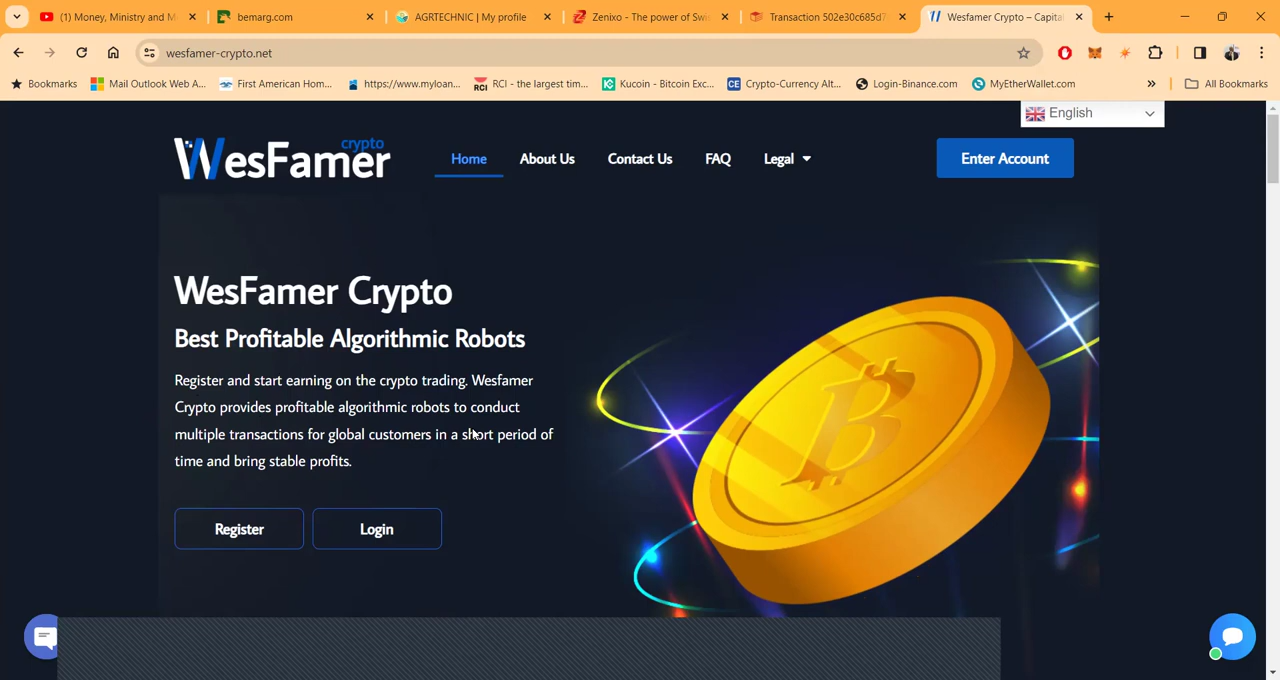 (1) Money, Ministry and M
bemarg.com
AGRTECHNIC | My profile
Zenixo - The power of Swi
Transaction 502e30c685d7
Wesfamer Crypto – Capita
wesfamer-crypto.net
Bookmarks
Mail Outlook Web A...
First American Hom...
https://www.myloan...
RCI - the largest tim...
Kucoin - Bitcoin Exc...
Crypto-Currency Alt...
Login-Binance.com
MyEtherWallet.com
»
All Bookmarks
English
WesFamer crypto
Home
About Us
Contact Us
FAQ
Legal
Enter Account
WesFamer Crypto
Best Profitable Algorithmic Robots
Register and start earning on the crypto trading. Wesfamer
Crypto provides profitable algorithmic robots to conduct
multiple transactions for global customers in a short period of
time and bring stable profits.
Register
Login